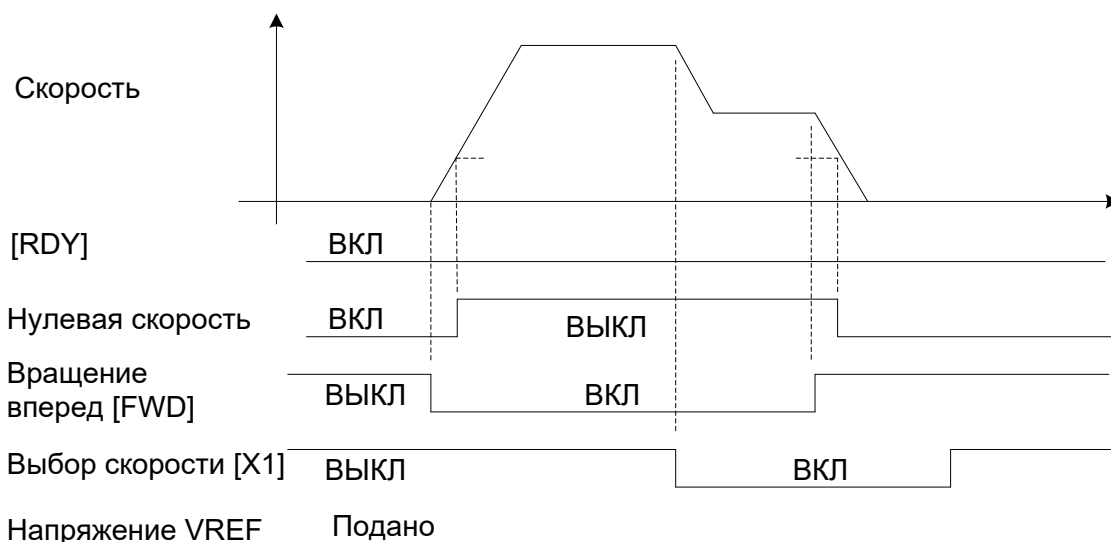 Скорость
[RDY] ВКЛ
Нулевая скорость ВКЛ ВЫКЛ
Вращение
вперед [FWD] ВЫКЛ ВКЛ
Выбор скорости [X1] ВЫКЛ ВКЛ
Напряжение VREF Подано